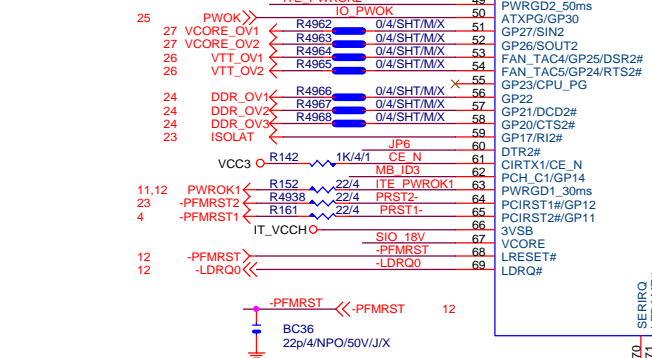 ITE_PWROK2 49 PWRGD2_50ms
25 PWOK IO_PWOK 50 ATXPG/GP30
27 VCORE_OV1 R4962 0/4/SHT/M/X 51 GP27/SIN2
27 VCORE_OV2 R4963 0/4/SHT/M/X 52 GP26/SOUT2
26 VTT_OV1 R4964 0/4/SHT/M/X 53 FAN_TAC4/GP25/DSR2#
26 VTT_OV2 R4965 0/4/SHT/M/X 54 FAN_TAC5/GP24/RTS2#
55 GP23/CPU_PG
24 DDR_OV1 R4966 0/4/SHT/M/X 56 GP22
24 DDR_OV2 R4967 0/4/SHT/M/X 57 GP21/DCD2#
24 DDR_OV3 R4968 0/4/SHT/M/X 58 GP20/CTS2#
23 ISOLAT 59 GP17/RI2#
JP6 60 DTR2#
VCC3 R142 1K/4/1 CE_N 61 CIRTX1/CE_N
MB_ID3 62 PCH_C1/GP14
11,12 PWROK1 R152 22/4 ITE_PWROK1 63 PWRGD1_30ms
23 -PFMRST2 R4938 22/4 PRST2- 64 PCIRST1#/GP12
4 -PFMRST1 R161 22/4 PRST1- 65 PCIRST2#/GP11
IT_VCCH 66 3VSB
SIO_18V 67 VCORE
12 -PFMRST -PFMRST 68 LRESET#
12 -LDRQ0 -LDRQ0 69 LDRQ#
-PFMRST -PFMRST 12
BC36
22p/4/NPO/50V/J/X
SERIRQ
70
71